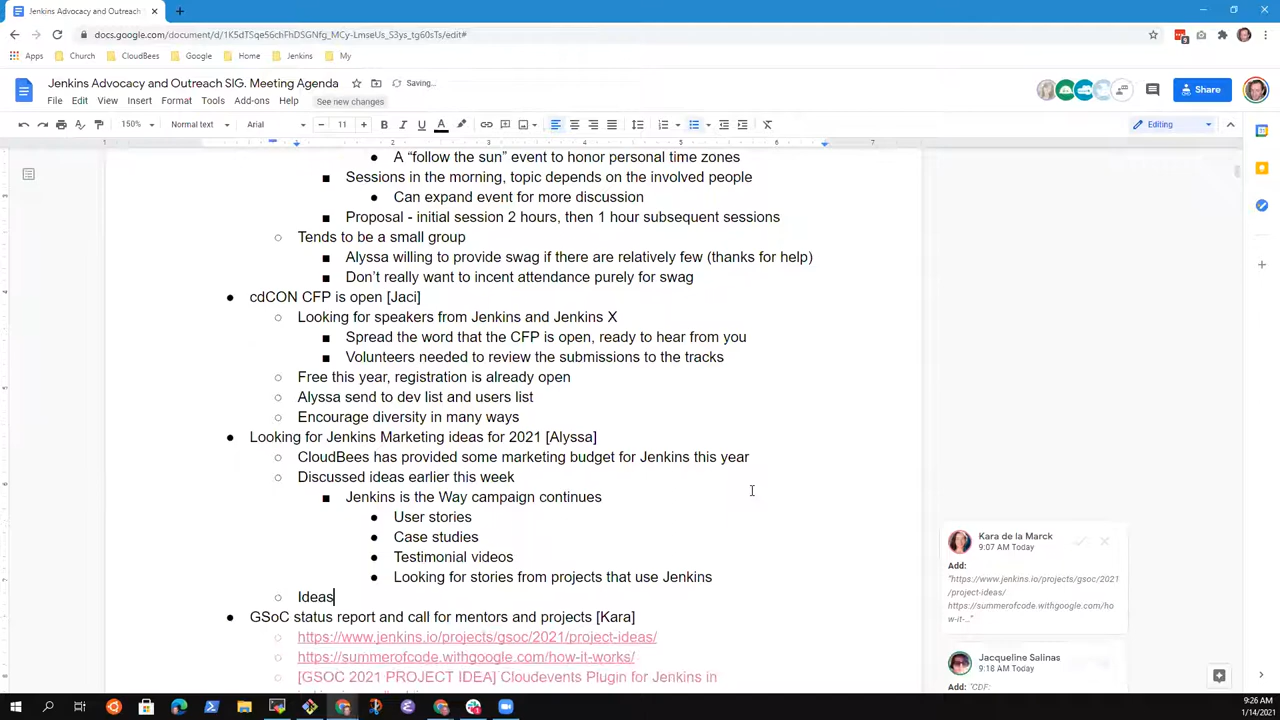 Jenkins Advocacy and Outreach S
docs.google.com/document/d/1K5dTSqe56chFhDSGNfg_MCy-LmseUs_S3ys_tg60sTs/edit#
Apps Church CloudBees Google Home Jenkins My
Jenkins Advocacy and Outreach SIG. Meeting Agenda Saving...
File Edit View Insert Format Tools Add-ons Help See new changes
Share
150% Normal text Arial 11 Editing
1 2 3 4 5 6 7
A “follow the sun” event to honor personal time zones
Sessions in the morning, topic depends on the involved people
Can expand event for more discussion
Proposal - initial session 2 hours, then 1 hour subsequent sessions
Tends to be a small group
Alyssa willing to provide swag if there are relatively few (thanks for help)
Don’t really want to incent attendance purely for swag
cdCON CFP is open [Jaci]
Looking for speakers from Jenkins and Jenkins X
Spread the word that the CFP is open, ready to hear from you
Volunteers needed to review the submissions to the tracks
Free this year, registration is already open
Alyssa send to dev list and users list
Encourage diversity in many ways
Looking for Jenkins Marketing ideas for 2021 [Alyssa]
CloudBees has provided some marketing budget for Jenkins this year
Discussed ideas earlier this week
Jenkins is the Way campaign continues
User stories
Case studies
Testimonial videos
Looking for stories from projects that use Jenkins
Ideas
GSoC status report and call for mentors and projects [Kara]
https://www.jenkins.io/projects/gsoc/2021/project-ideas/
https://summerofcode.withgoogle.com/how-it-works/
[GSOC 2021 PROJECT IDEA] Cloudevents Plugin for Jenkins in
Kara de la Marck
9:07 AM Today
Add:
"https://www.jenkins.io/projects/gsoc/2021
/project-ideas/
https://summerofcode.withgoogle.com/ho
w-it-..."
Jacqueline Salinas
9:18 AM Today
Add: "CDF:
9:26 AM
1/14/2021